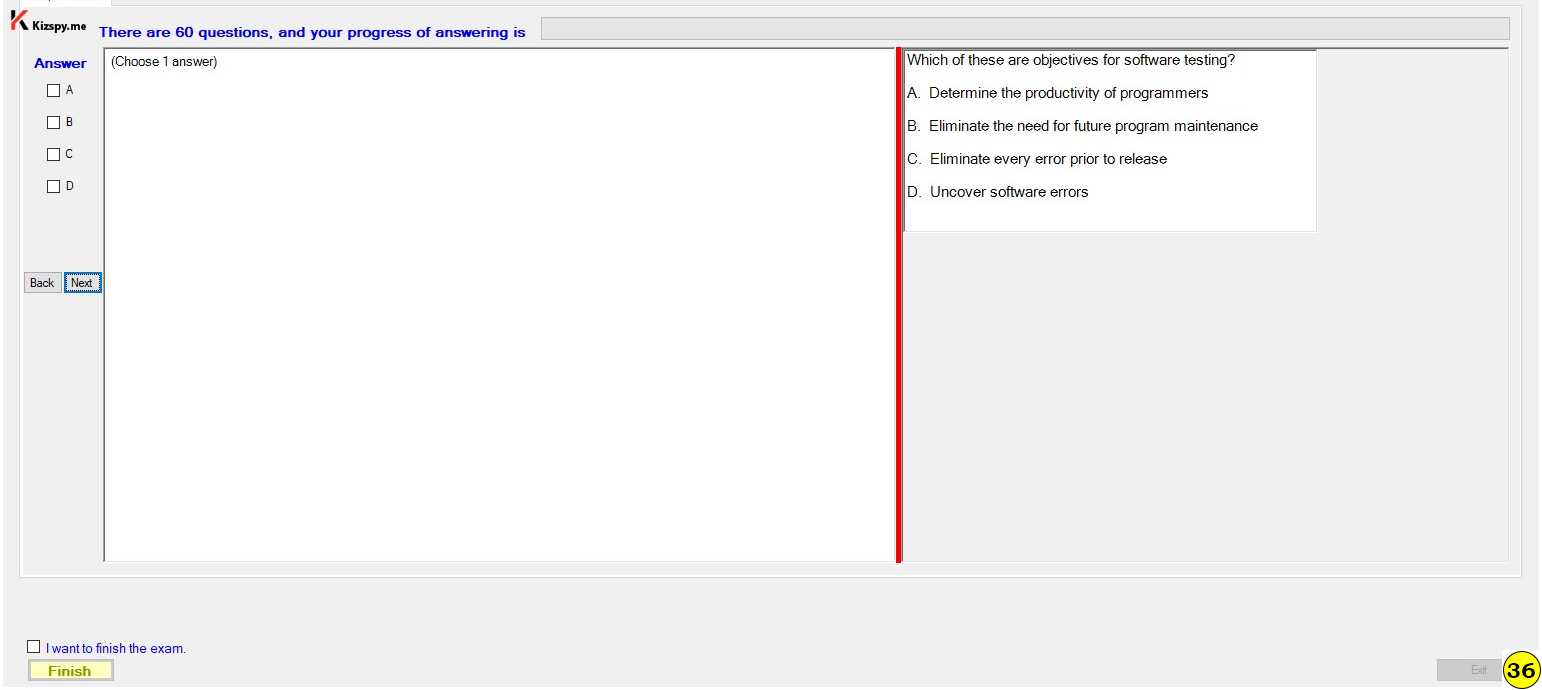 Kizspy.me
There are 60 questions, and your progress of answering is
Answer
(Choose 1 answer)
A
B
C
D
Back
Next
Which of these are objectives for software testing?
A. Determine the productivity of programmers
B. Eliminate the need for future program maintenance
C. Eliminate every error prior to release
D. Uncover software errors
I want to finish the exam.
Finish
Exit
36